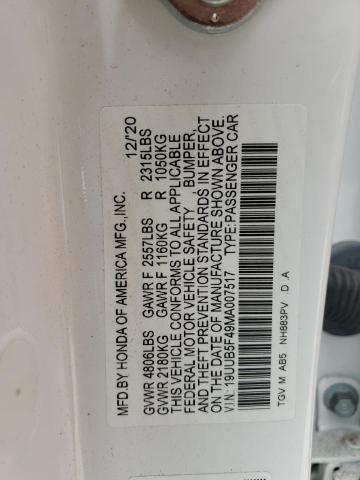 MFD.BY HONDA OF AMERICA MFG.,INC. 12/20
GVWR 4806LBS GAWR F 2557LBS R 2315LBS
GVWR 2180KG GAWR F 1160KG R 1050KG
THIS VEHICLE CONFORMS TO ALL APPLICABLE
FEDERAL MOTOR VEHICLE SAFETY, BUMPER,
AND THEFT PREVENTION STANDARDS IN EFFECT
ON THE DATE OF MANUFACTURE SHOWN ABOVE.
V.I.N.: 19UUB5F49MA007517 TYPE:PASSENGER CAR
TGV M AB5 NH883PV D A